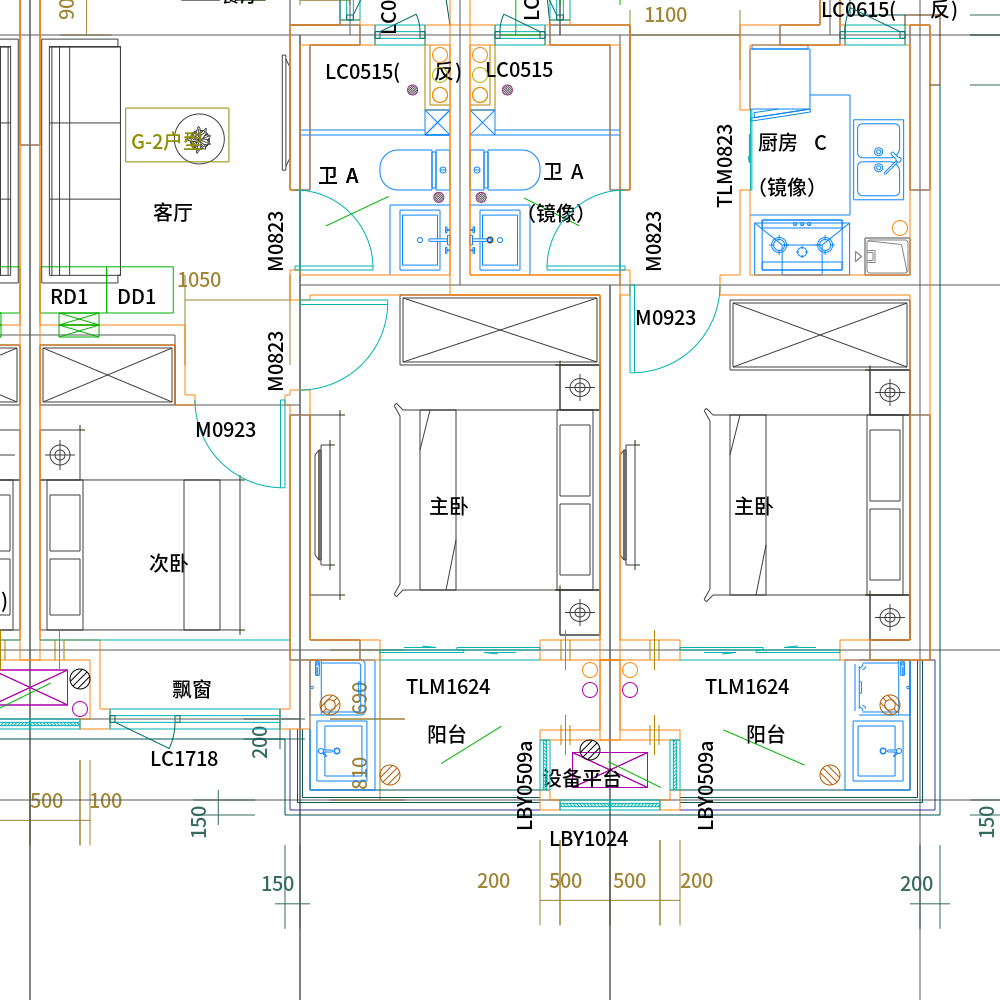 90
LC0
LC
1100
LC0615( 反)
LC0515( 反)
LC0515
G-2户型
TLM0823
厨房 C
(镜像)
卫 A
卫 A
(镜像)
客厅
M0823
M0823
1050
RD1
DD1
M0923
M0823
M0923
主卧
主卧
次卧
)
飘窗
690
TLM1624
TLM1624
阳台
阳台
200
LC1718
810
设备平台
LBY0509a
LBY0509a
500
100
150
150
LBY1024
150
200
500
500
200
200